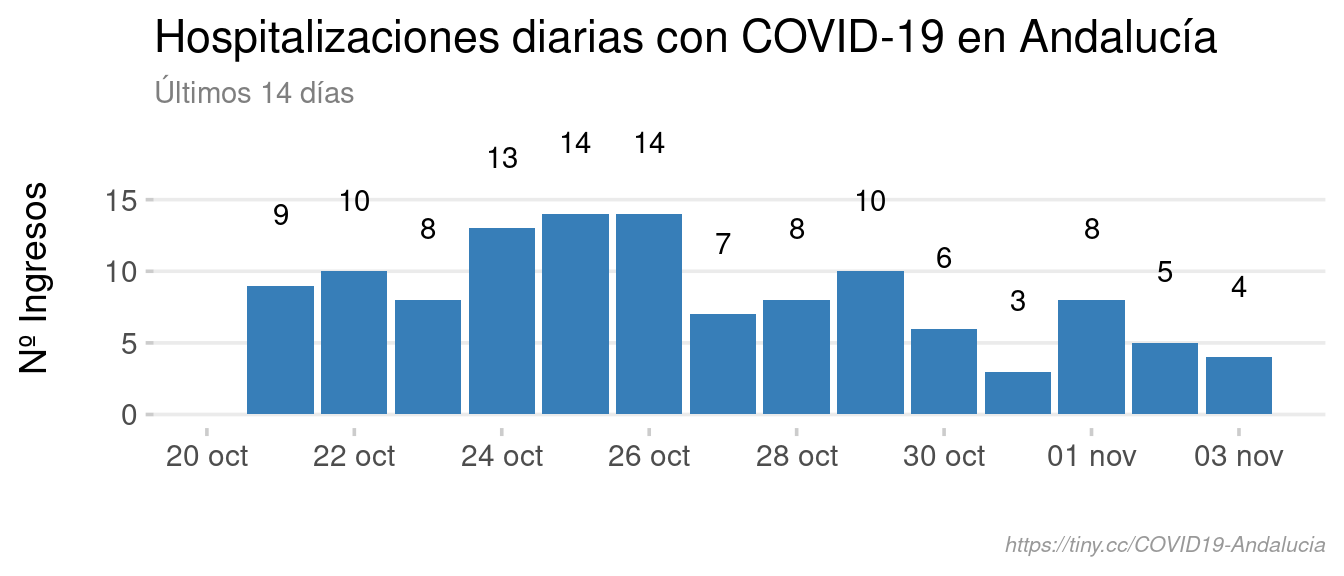 Hospitalizaciones diarias con COVID-19 en Andalucía
Últimos 14 días
Nº Ingresos
15
10
5
0
9
10
8
13
14
14
7
8
10
6
3
8
5
4
20 oct
22 oct
24 oct
26 oct
28 oct
30 oct
01 nov
03 nov
https://tiny.cc/COVID19-Andalucia